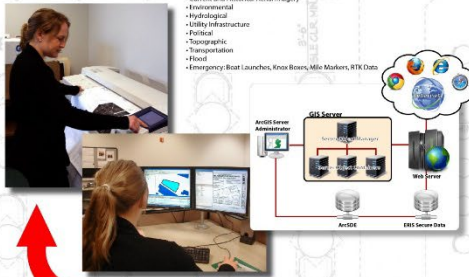 • Environmental
• Hydrological
• Utility Infrastructure
• Political
• Topographic
• Transportation
• Flood
• Emergency: Boat Launches, Knox Boxes, Mile Markers, RTK Data
ArcGIS Server
Administrator
GIS Server
Web Server
ArcSDE
ERIS Secure Data